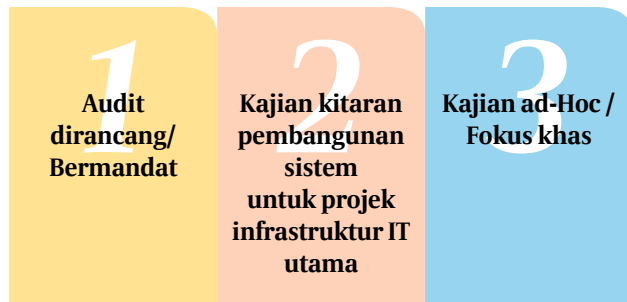 1
Audit
dirancang/
Bermandat
2
Kajian kitaran
pembangunan
sistem
untuk projek
infrastruktur IT
utama
3
Kajian ad-Hoc /
Fokus khas